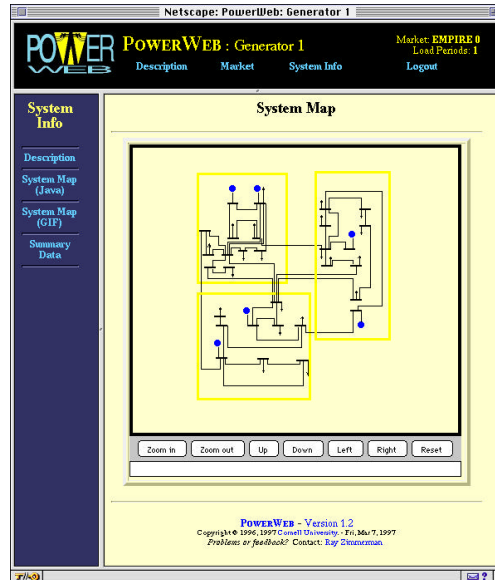 Netscape: PowerWeb: Generator 1
POWER
WEB
POWERWEB : Generator 1
Market: EMPIRE 0
Load Periods: 1
Description Market System Info Logout
System
Info
Description
System Map
(Java)
System Map
(GIF)
Summary
Data
System Map
Zoom in Zoom out Up Down Left Right Reset
POWERWEB - Version 1.2
Copyright © 1996, 1997 Cornell University. - Fri, Mar 7, 1997
Problems or feedback? Contact: Ray Zimmerman